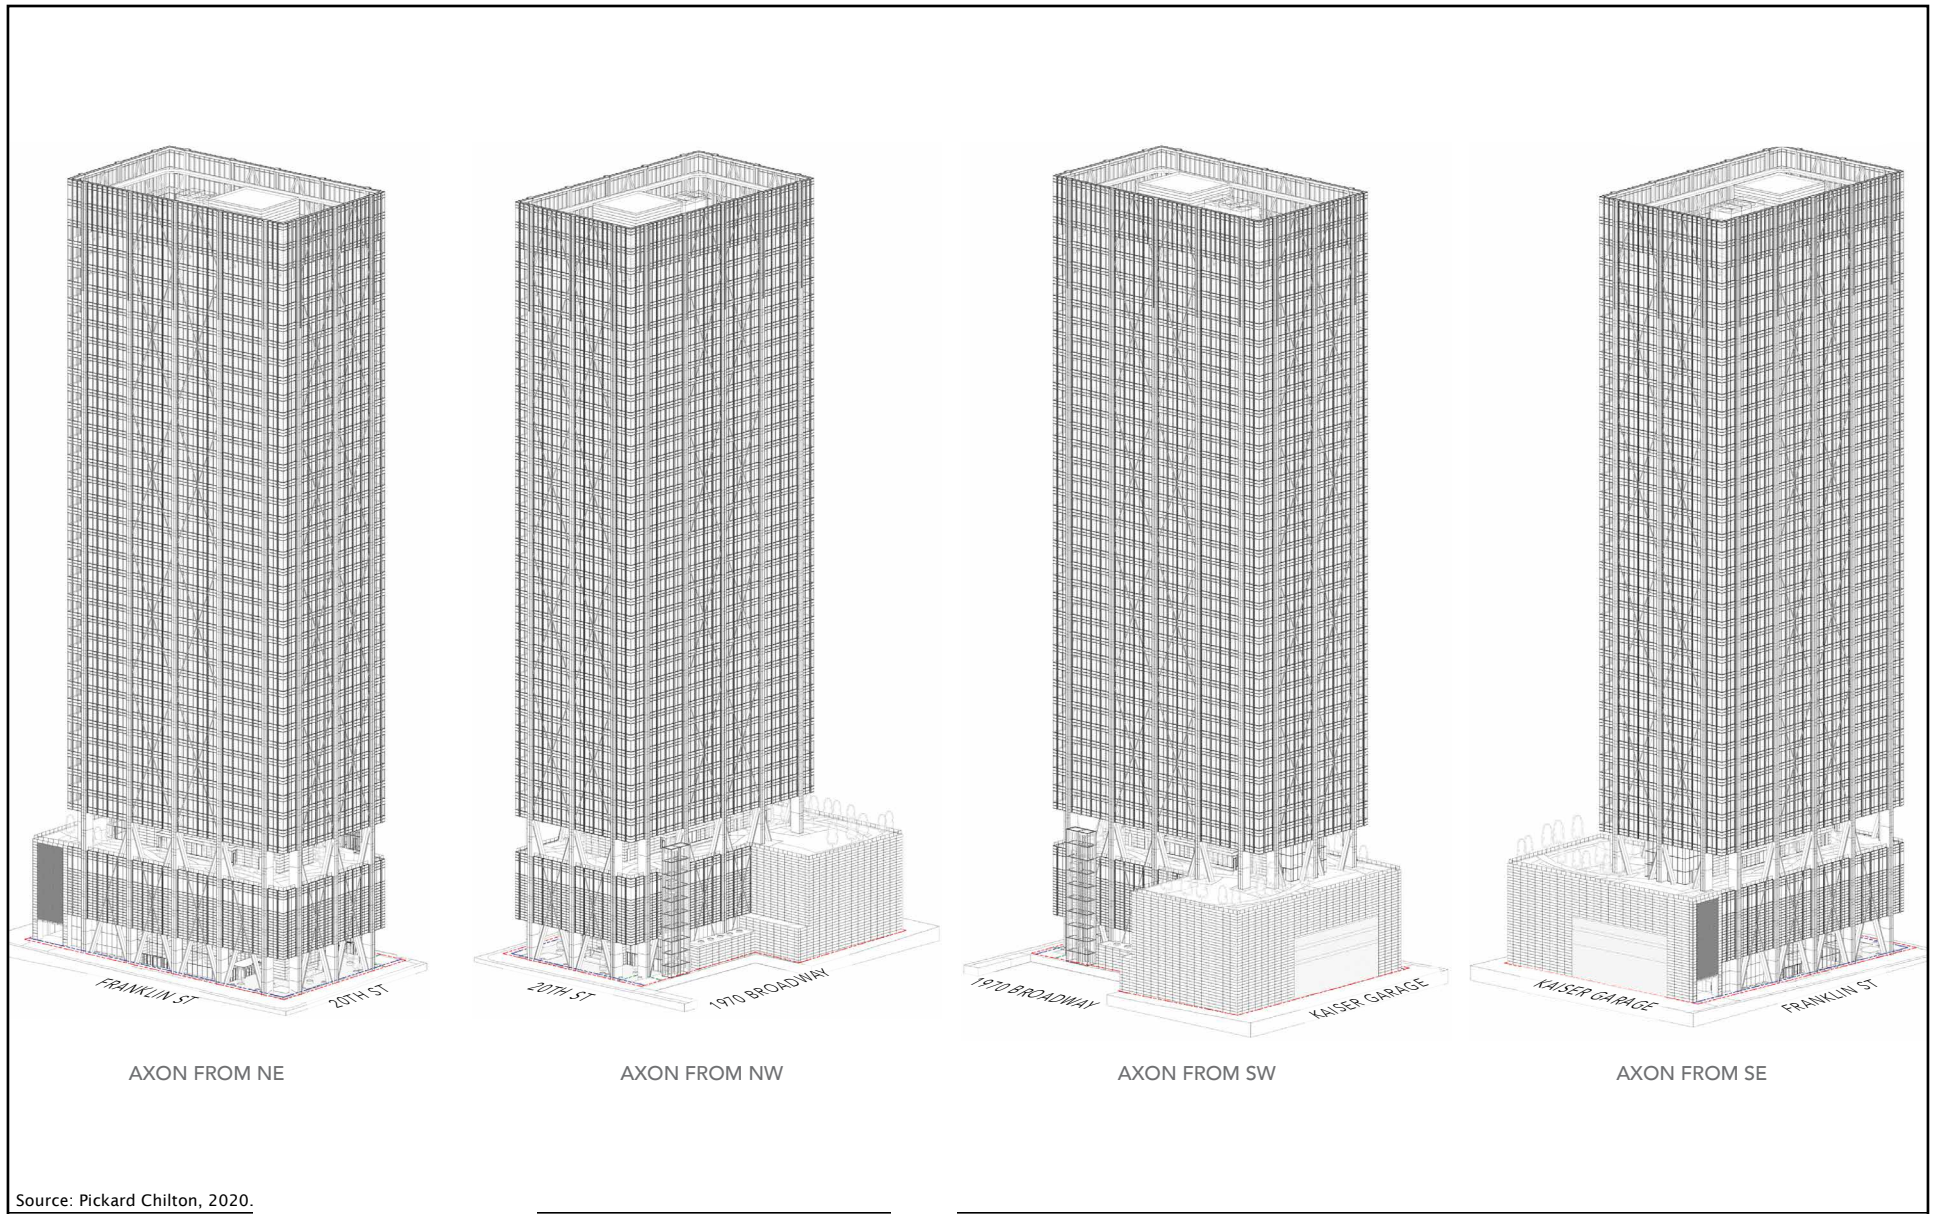 FRANKLIN ST
20TH ST
20TH ST
1970 BROADWAY
1970 BROADWAY
KAISER GARAGE
KAISER GARAGE
FRANKLIN ST
AXON FROM NE
AXON FROM NW
AXON FROM SW
AXON FROM SE
Source: Pickard Chilton, 2020.